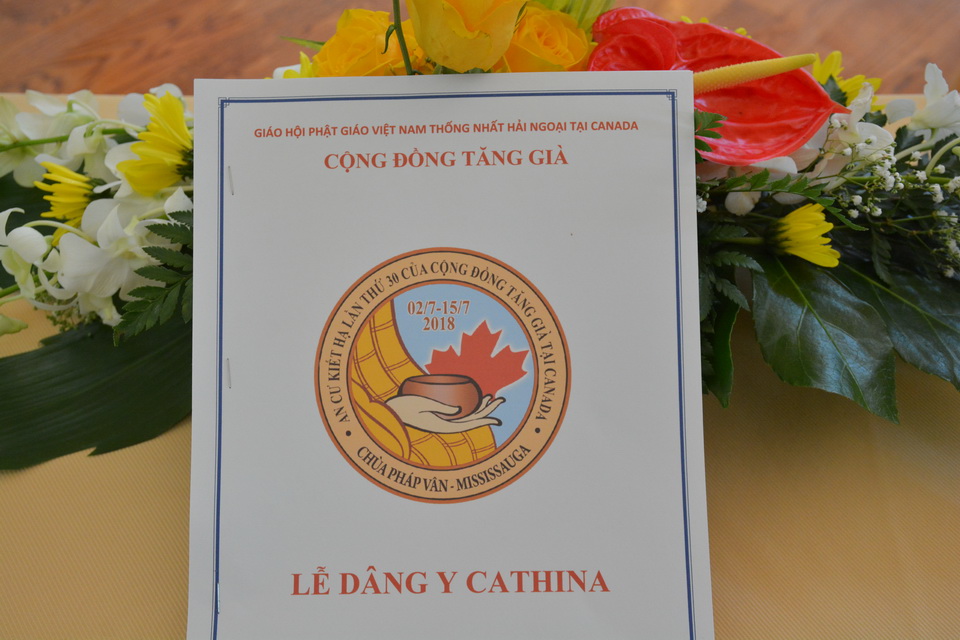 GIÁO HỘI PHẬT GIÁO VIỆT NAM THỐNG NHẤT HẢI NGOẠI TẠI CANADA
CỘNG ĐỒNG TĂNG GIÀ
AN CƯ KIẾT HẠ LẦN THỨ 30 CỦA CỘNG ĐỒNG TĂNG GIÀ TẠI CANADA
02/7-15/7
2018
CHÙA PHÁP VÂN - MISSISSAUGA
LỄ DÂNG Y CATHINA